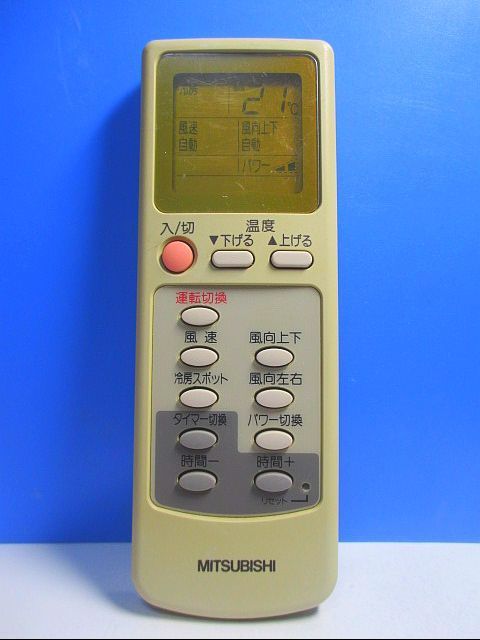 21℃
風速 風向上下
自動 自動
パワー
入/切 温度
▼下げる ▲上げる
運転切換
風速 風向上下
冷房スポット 風向左右
タイマー切換 パワー切換
時間− 時間+
リセット
MITSUBISHI